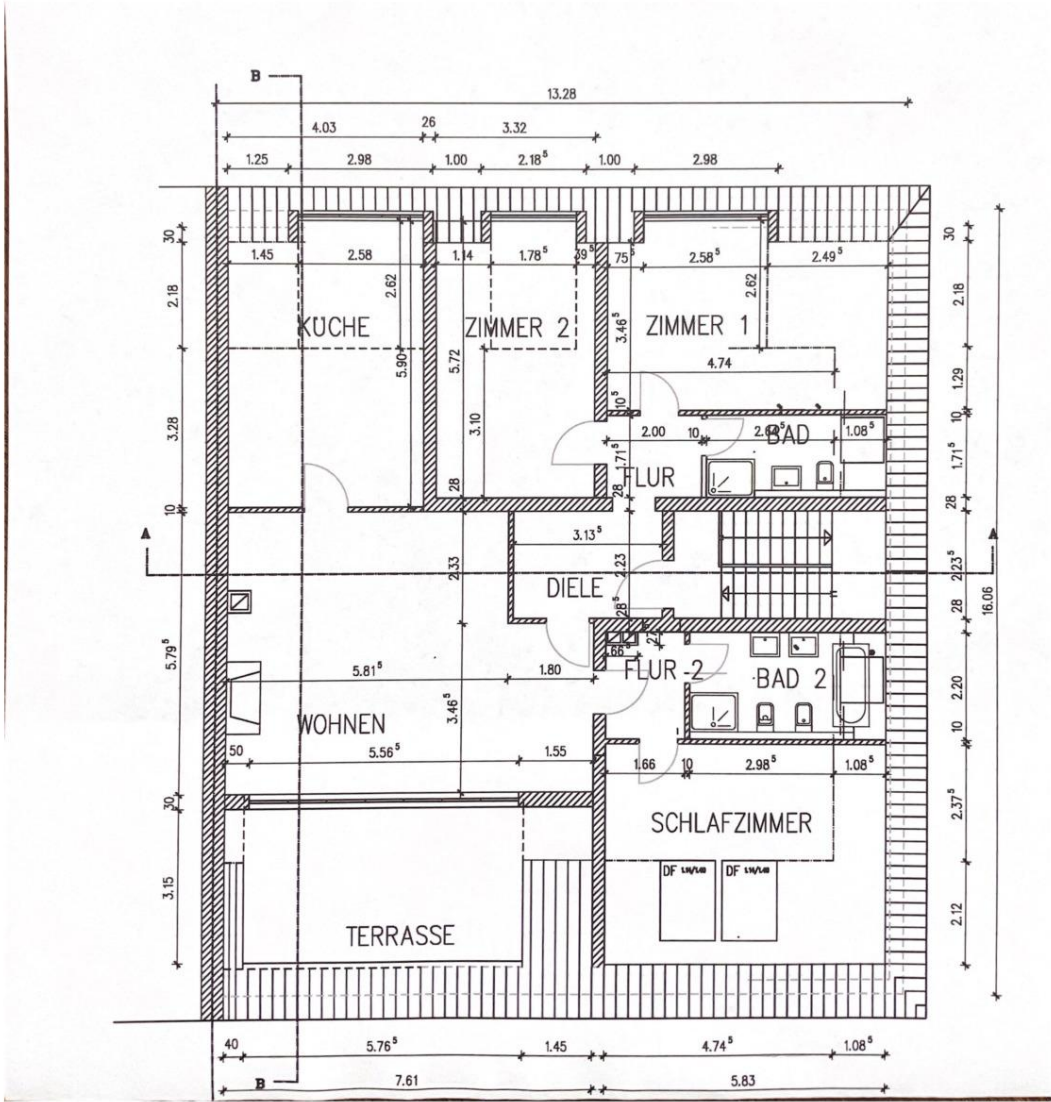 B
13.28
4.03 26 3.32
1.25 2.98 1.00 2.18⁵ 1.00 2.98
30 30
1.45 2.58 1.14 1.78⁵ 39⁵ 75⁵ 2.58⁵ 2.49⁵
2.18 2.62 2.62 2.18
KÜCHE ZIMMER 2 ZIMMER 1
3.46⁵
5.90 5.72 4.74
3.28 3.10 10⁵ 1.29
10
2.00 10 BAD 1.08⁵
1.71⁵ FLUR 1.71⁵
28 28 28
10
A A
3.13⁵
2.33 2.23 2.23⁵
DIELE
28⁵ 28
16.06
5.79⁵
66⁵ 27⁵
5.81⁵ 1.80 FLUR-2 BAD 2 2.20
3.46⁵
WOHNEN
50 5.56⁵ 1.55 10
1.66 10 2.98⁵ 1.08⁵
30 2.37⁵
SCHLAFZIMMER
DF DF
3.15 2.12
TERRASSE
40 5.76⁵ 1.45 4.74⁵ 1.08⁵
B 7.61 5.83